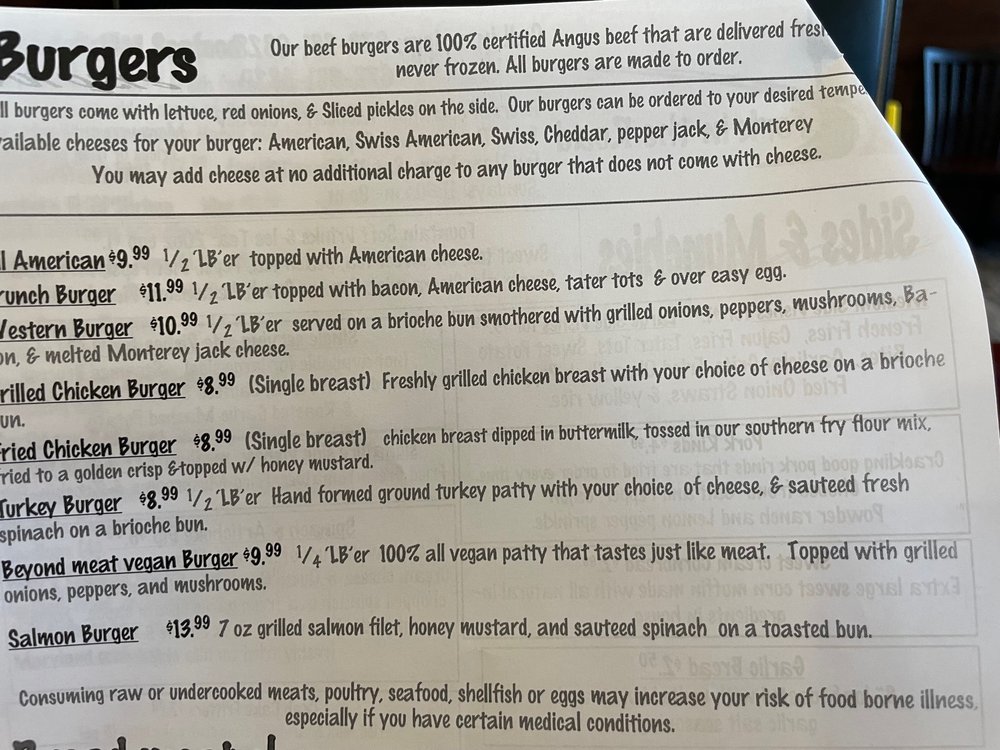 Burgers
Our beef burgers are 100% certified Angus beef that are delivered fresh
never frozen. All burgers are made to order.
ll burgers come with lettuce, red onions, & Sliced pickles on the side. Our burgers can be ordered to your desired tempe
ailable cheeses for your burger: American, Swiss American, Swiss, Cheddar, pepper jack, & Monterey
You may add cheese at no additional charge to any burger that does not come with cheese.
l American $9.99 1/2 'LB'er topped with American cheese.
runch Burger $11.99 1/2 'LB'er topped with bacon, American cheese, tater tots & over easy egg.
Western Burger $10.99 1/2 'LB'er served on a brioche bun smothered with grilled onions, peppers, mushrooms, Ba-
on, & melted Monterey jack cheese.
rilled Chicken Burger $8.99 (Single breast) Freshly grilled chicken breast with your choice of cheese on a brioche
un.
Fried Chicken Burger $8.99 (Single breast) chicken breast dipped in buttermilk, tossed in our southern fry flour mix,
fried to a golden crisp & topped w/ honey mustard.
Turkey Burger $8.99 1/2 'LB'er Hand formed ground turkey patty with your choice of cheese, & sauteed fresh
spinach on a brioche bun.
Beyond meat vegan Burger $9.99 1/4 'LB'er 100% all vegan patty that tastes just like meat. Topped with grilled
onions, peppers, and mushrooms.
Salmon Burger $13.99 7 oz grilled salmon filet, honey mustard, and sauteed spinach on a toasted bun.
Consuming raw or undercooked meats, poultry, seafood, shellfish or eggs may increase your risk of food borne illness,
especially if you have certain medical conditions.